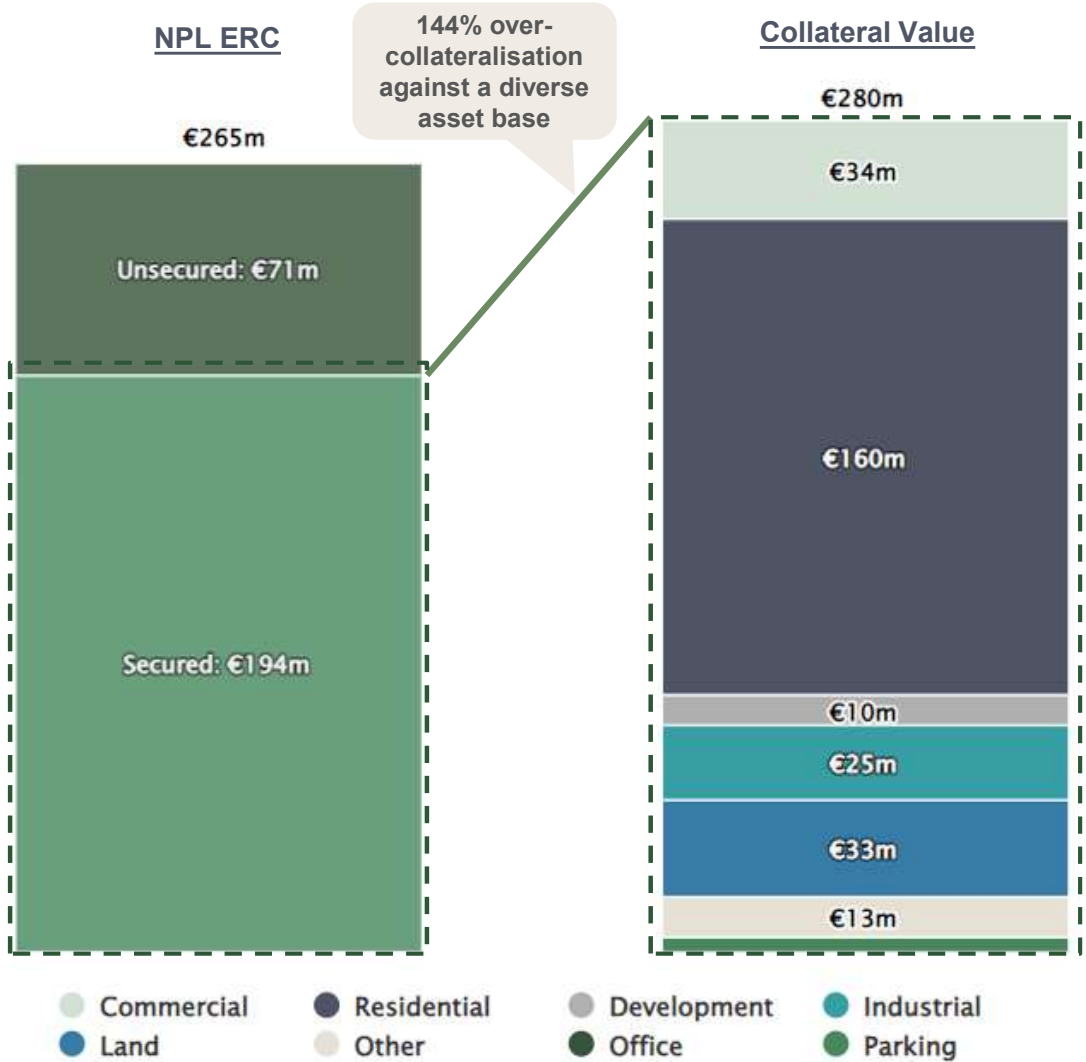 NPL ERC
144% over-
collateralisation
against a diverse
asset base
Collateral Value
€265m
€280m
Unsecured: €71m
Secured: €194m
€34m
€160m
€10m
€25m
€33m
€13m
Commercial
Residential
Development
Industrial
Land
Other
Office
Parking